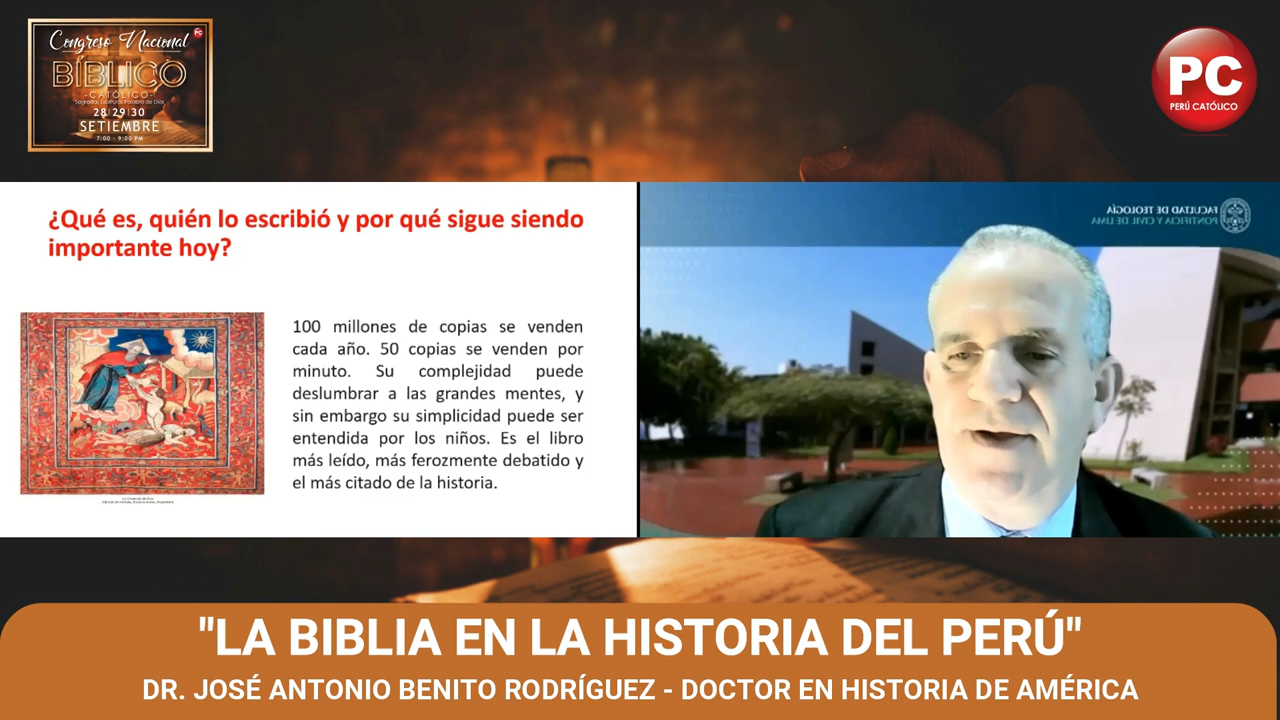 Congreso Nacional
BÍBLICO
-CATÓLICO-
Sagradas Escrituras Palabra de Dios
28|29|30
SETIEMBRE
7:00 - 9:00 PM
PC
PERÚ CATÓLICO
¿Qué es, quién lo escribió y por qué sigue siendo
importante hoy?
100 millones de copias se venden
cada año. 50 copias se venden por
minuto. Su complejidad puede
deslumbrar a las grandes mentes, y
sin embargo su simplicidad puede ser
entendida por los niños. Es el libro
más leído, más ferozmente debatido y
el más citado de la historia.
FACULTAD DE TEOLOGÍA
PONTIFICIA Y CIVIL DE LIMA
"LA BIBLIA EN LA HISTORIA DEL PERÚ"
DR. JOSÉ ANTONIO BENITO RODRÍGUEZ - DOCTOR EN HISTORIA DE AMÉRICA